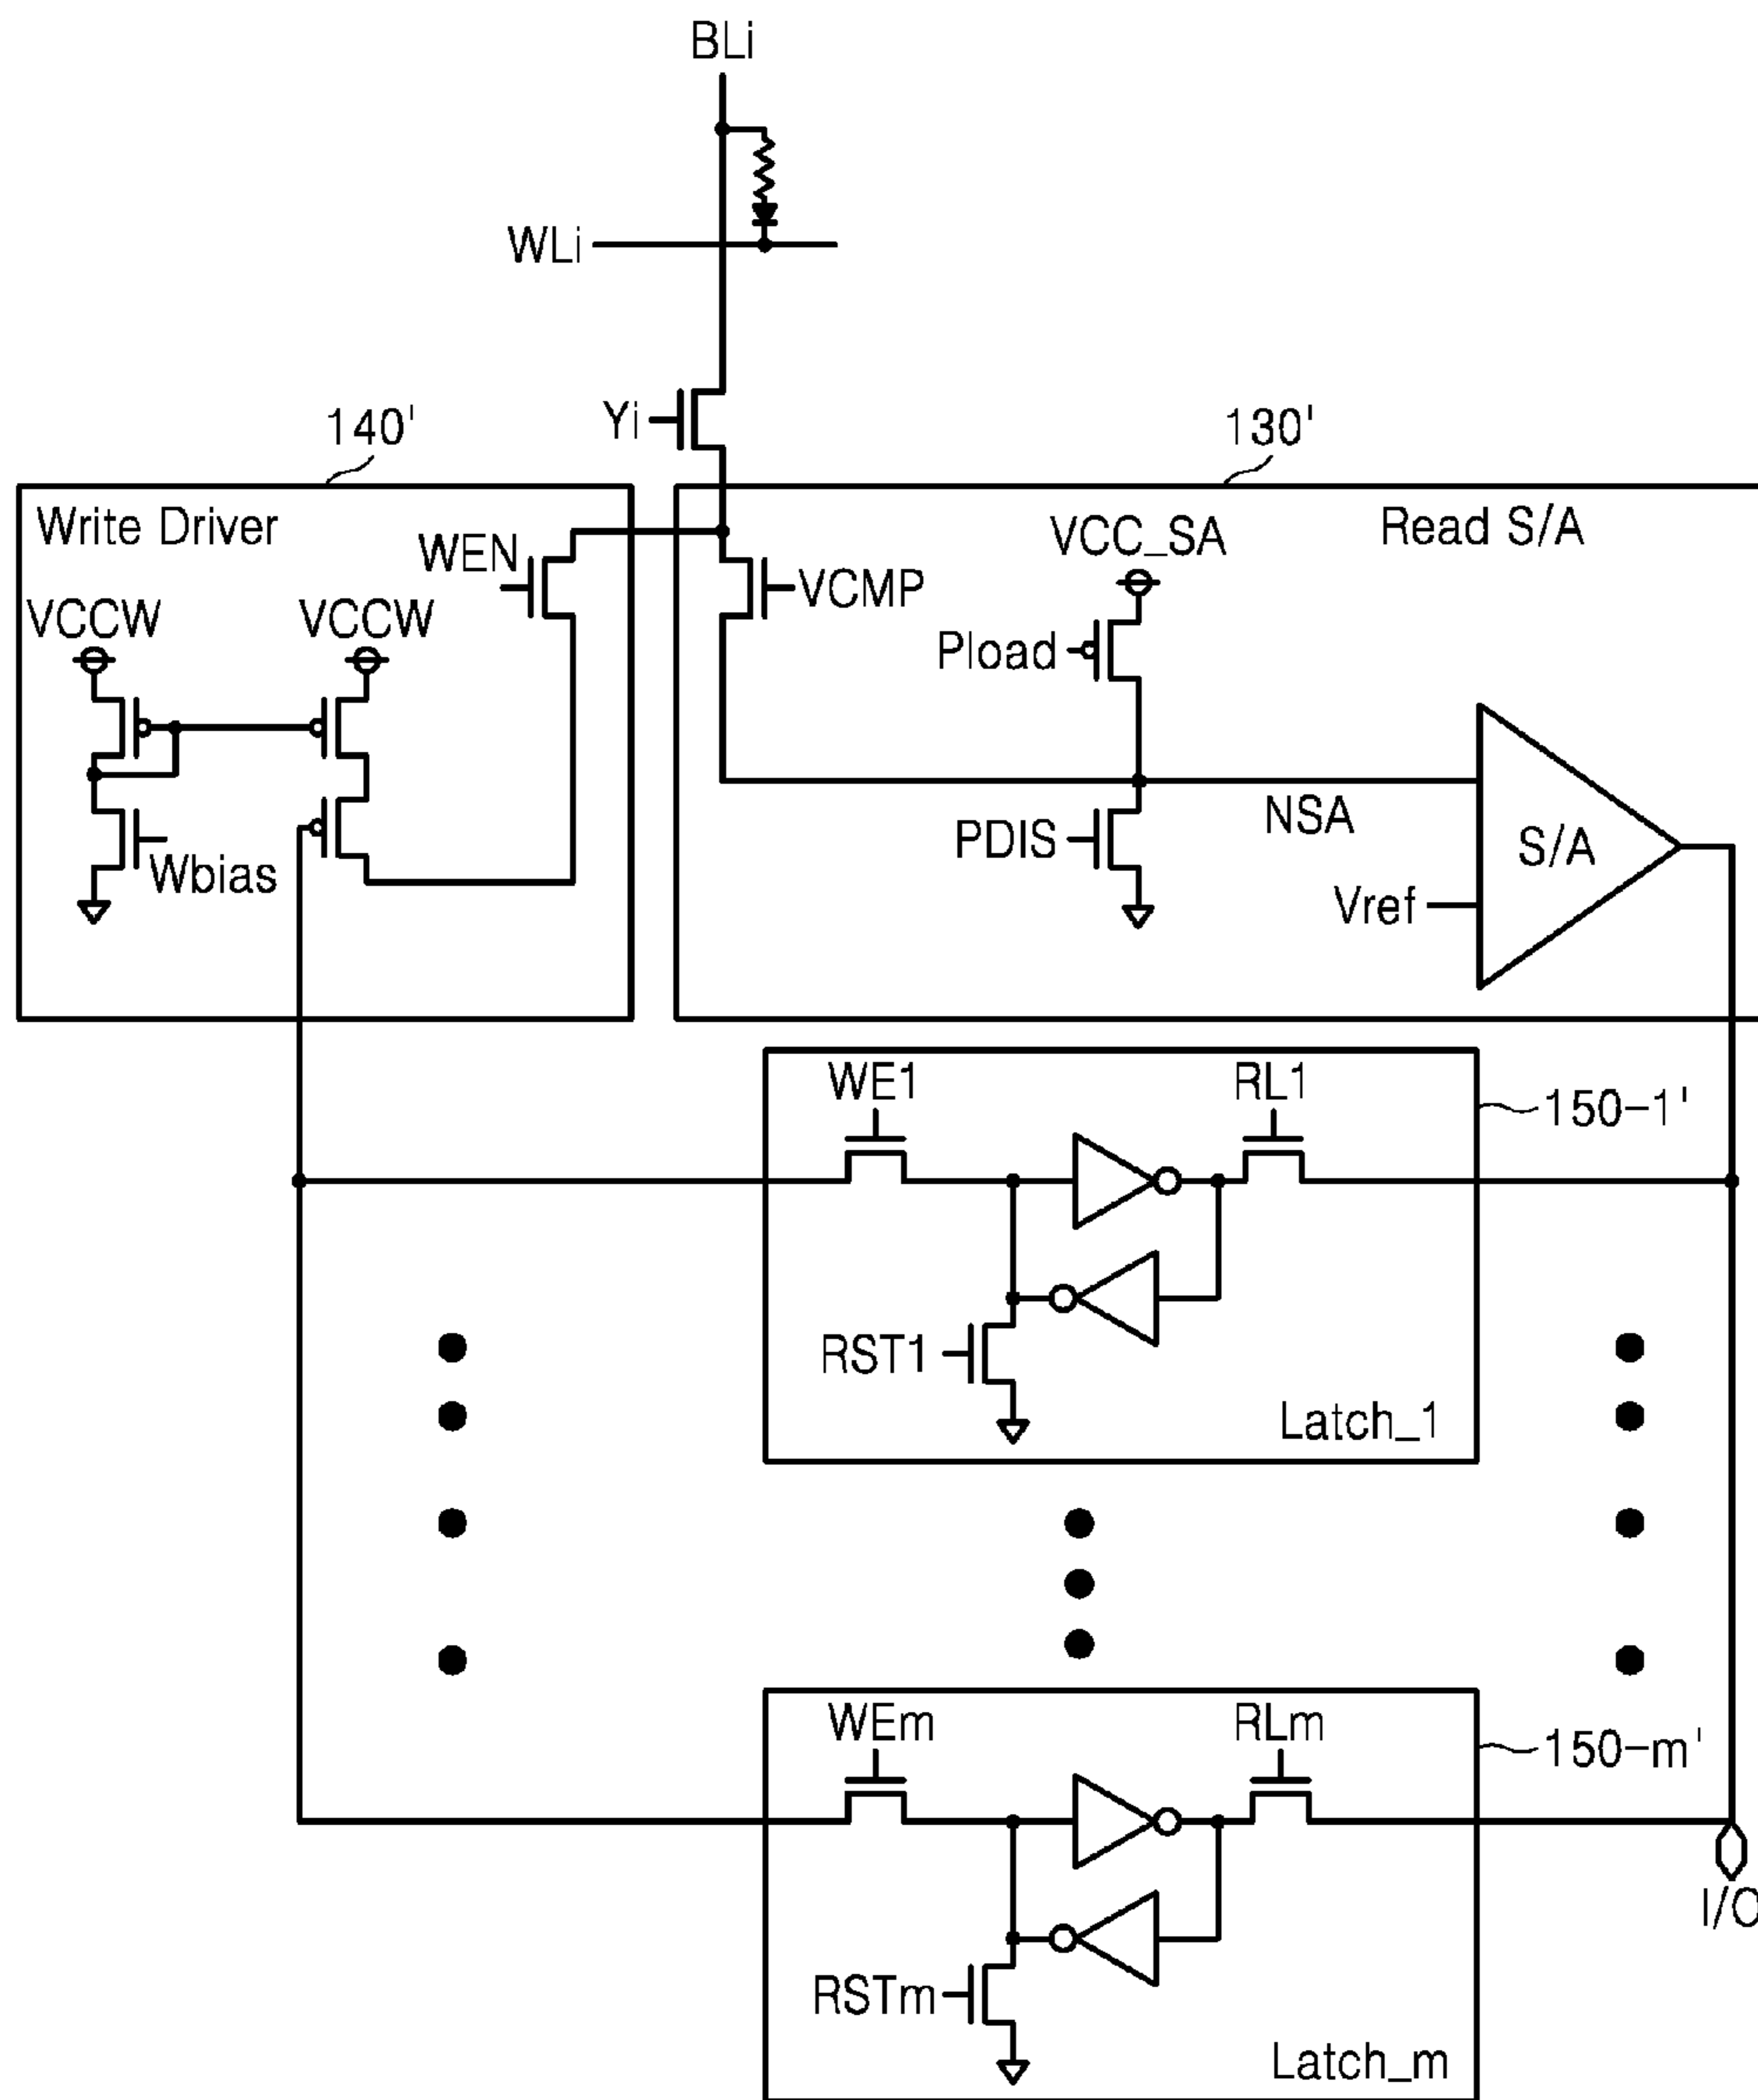 BLi
WLi
Yi
140'
130'
Write Driver
WEN
VCCW
VCCW
Wbias
VCMP
VCC_SA
Read S/A
Pload
PDIS
NSA
S/A
Vref
WE1
RL1
150-1'
RST1
Latch_1
WEm
RLm
150-m'
I/O
RSTm
Latch_m